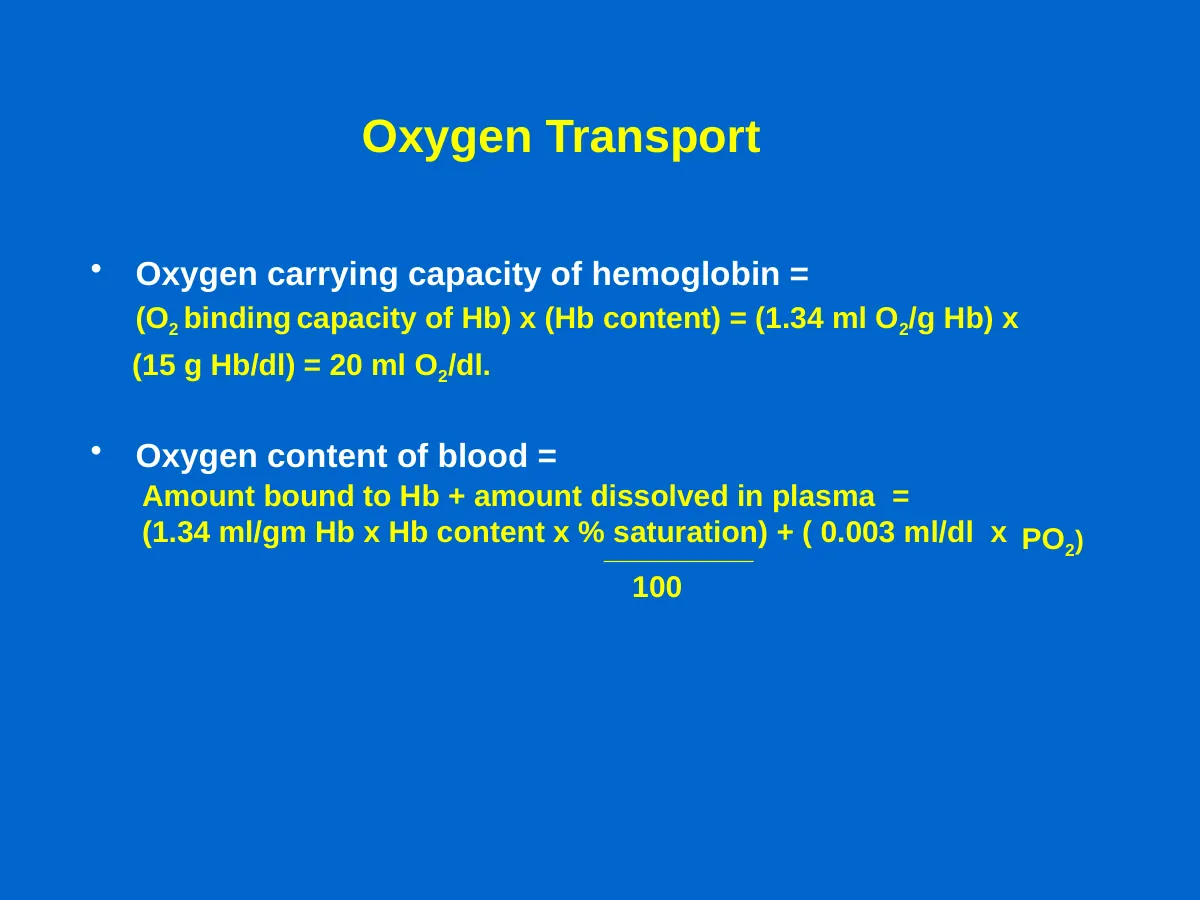 Oxygen Transport
• Oxygen carrying capacity of hemoglobin =
(O₂ binding capacity of Hb) x (Hb content) = (1.34 ml O₂/g Hb) x
(15 g Hb/dl) = 20 ml O₂/dl.
• Oxygen content of blood =
Amount bound to Hb + amount dissolved in plasma =
(1.34 ml/gm Hb x Hb content x % saturation) + ( 0.003 ml/dl x PO₂)
100